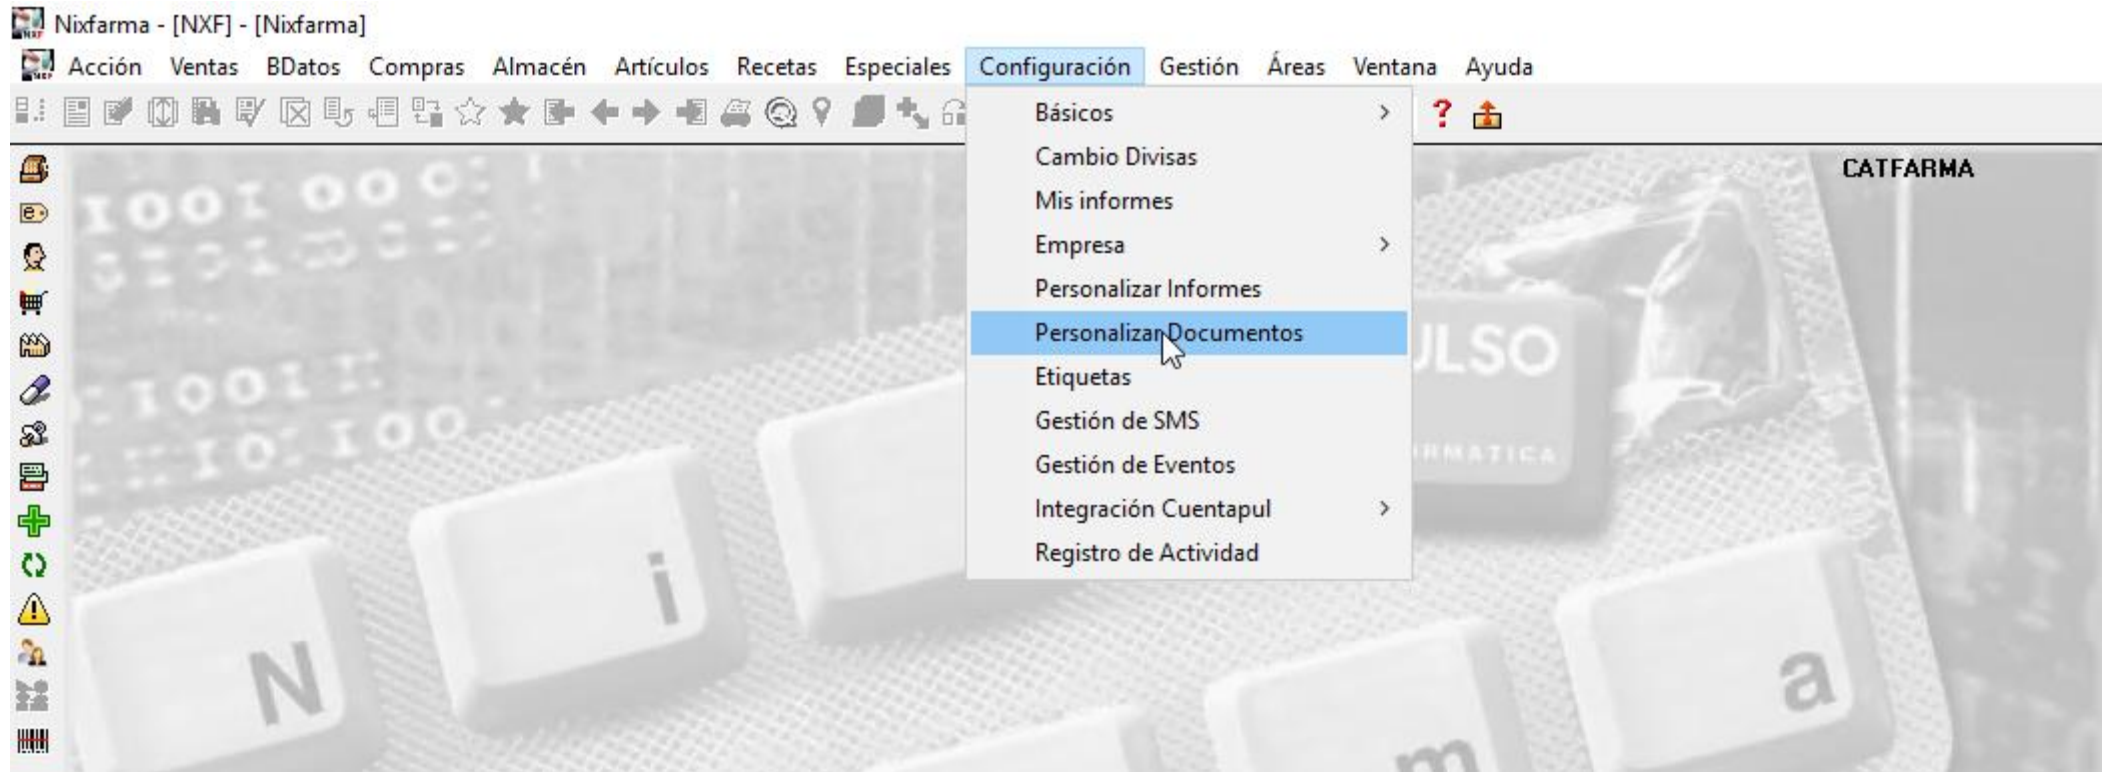 Nixfarma - [NXF] - [Nixfarma]
Acción Ventas BDatos Compras Almacén Artículos Recetas Especiales Configuración Gestión Áreas Ventana Ayuda
Básicos
Cambio Divisas
Mis informes
Empresa
Personalizar Informes
Personalizar Documentos
Etiquetas
Gestión de SMS
Gestión de Eventos
Integración Cuentapul
Registro de Actividad
CATFARMA
N
i
m
a